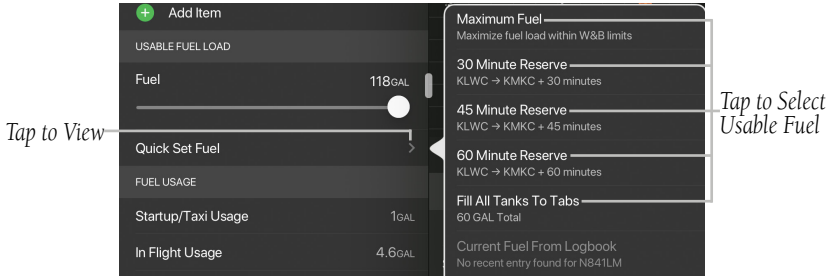 Add Item
USABLE FUEL LOAD
Fuel
118GAL
Tap to View
Quick Set Fuel
FUEL USAGE
Startup/Taxi Usage
1GAL
In Flight Usage
4.6GAL
Maximum Fuel
Maximize fuel load within W&B limits
30 Minute Reserve
KLWC → KMKC + 30 minutes
45 Minute Reserve
KLWC → KMKC + 45 minutes
60 Minute Reserve
KLWC → KMKC + 60 minutes
Fill All Tanks To Tabs
60 GAL Total
Current Fuel From Logbook
No recent entry found for N841LM
Tap to Select
Usable Fuel